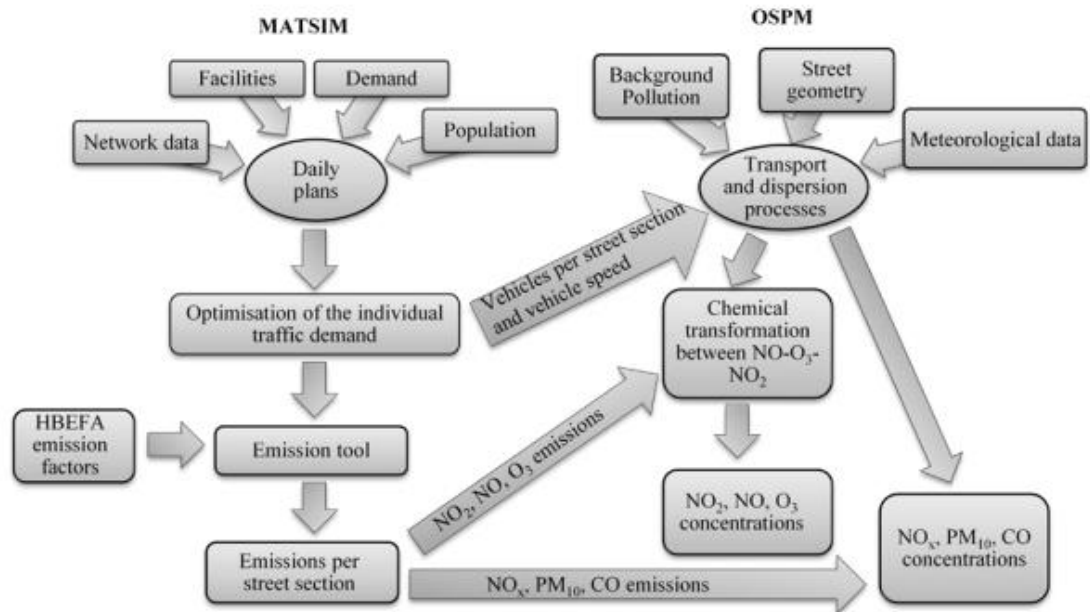 MATSIM
OSPM
Facilities
Demand
Network data
Population
Daily
plans
Background
Pollution
Street
geometry
Meteorological data
Transport
and dispersion
processes
Vehicles per street section
and vehicle speed
Optimisation of the individual
traffic demand
Chemical
transformation
between NO-O₃-
NO₂
HBEFA
emission
factors
Emission tool
NO₂, NO, O₃ emissions
NO₂, NO, O₃
concentrations
NOₓ, PM₁₀, CO
concentrations
Emissions per
street section
NOₓ, PM₁₀, CO emissions